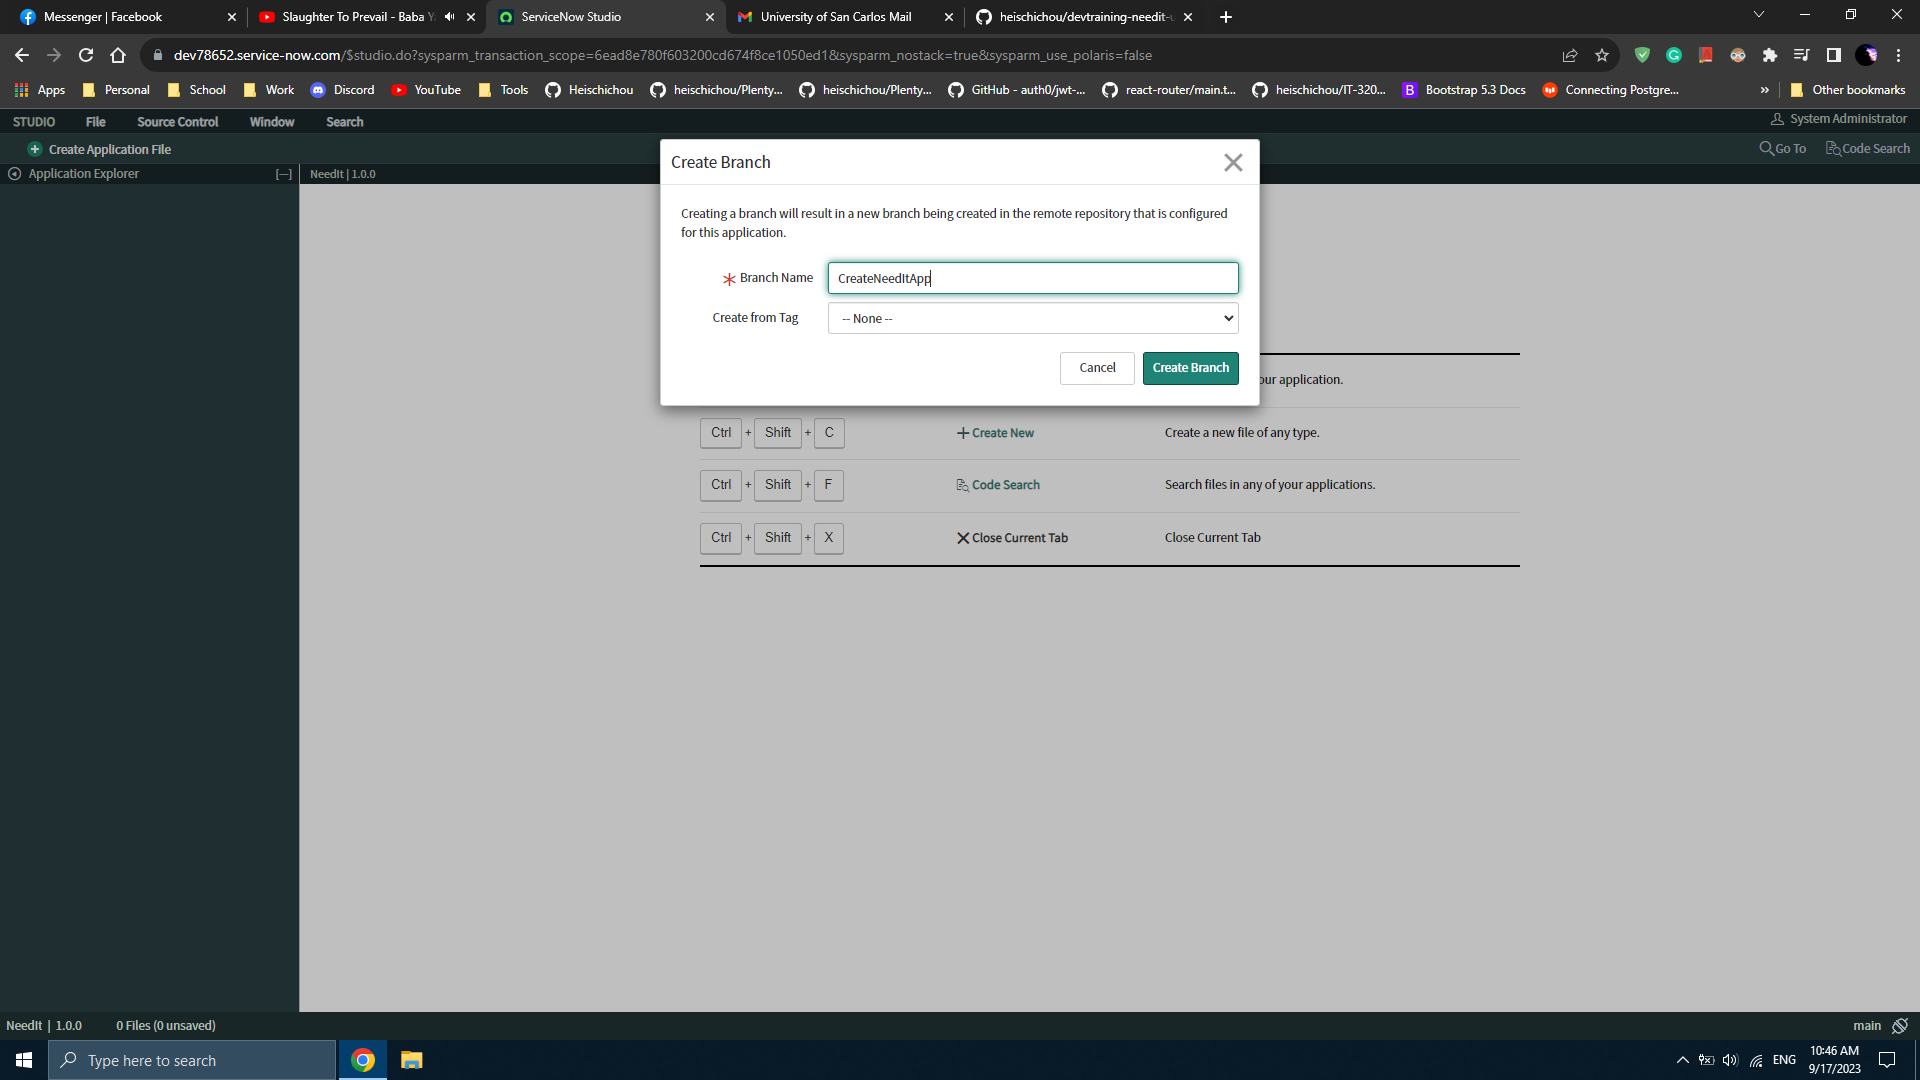 Messenger | Facebook
Slaughter To Prevail - Baba Y
ServiceNow Studio
University of San Carlos Mail
heischichou/devtraining-needit-
dev78652.service-now.com/$studio.do?sysparm_transaction_scope=6ead8e780f603200cd674f8ce1050ed1&sysparm_nostack=true&sysparm_use_polaris=false
Apps Personal School Work Discord YouTube Tools Heischichou heischichou/Plenty... heischichou/Plenty... GitHub - auth0/jwt-... react-router/main.t... heischichou/IT-320... B Bootstrap 5.3 Docs Connecting Postgre... » Other bookmarks
STUDIO File Source Control Window Search System Administrator
Create Application File Go To Code Search
Application Explorer [—] NeedIt | 1.0.0
Create Branch
Creating a branch will result in a new branch being created in the remote repository that is configured
for this application.
Branch Name CreateNeedItApp
Create from Tag -- None --
Cancel Create Branch
our application.
Ctrl + Shift + C Create New Create a new file of any type.
Ctrl + Shift + F Code Search Search files in any of your applications.
Ctrl + Shift + X Close Current Tab Close Current Tab
NeedIt | 1.0.0 0 Files (0 unsaved) main
Type here to search
ENG
10:46 AM
9/17/2023